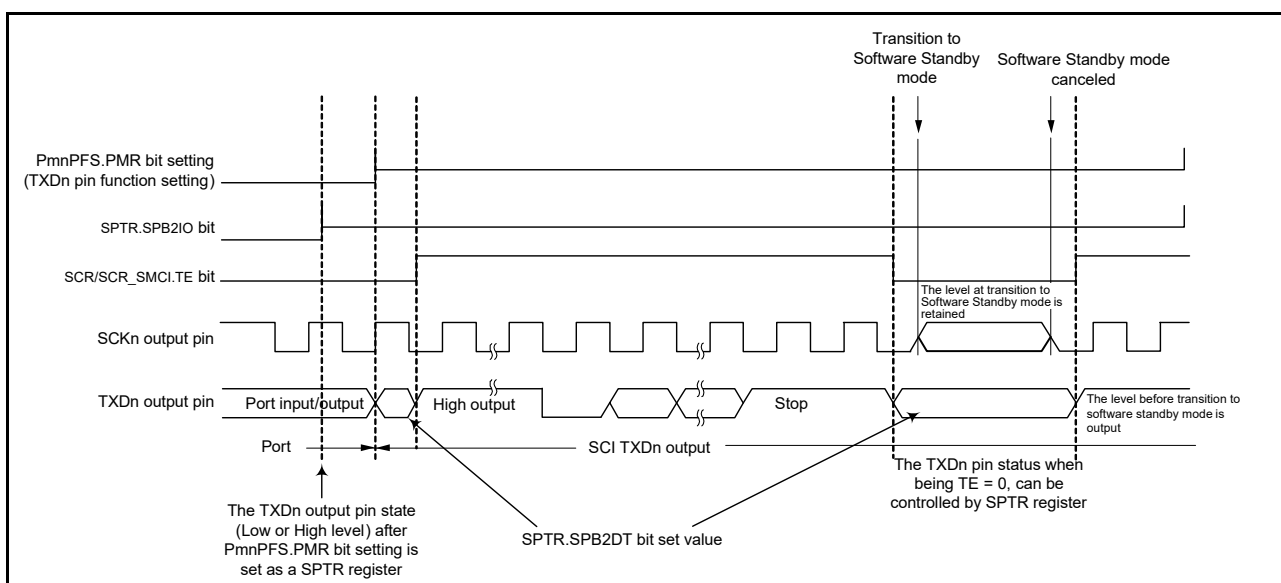 Transition to
Software Standby
mode
Software Standby mode
canceled
PmnPFS.PMR bit setting
(TXDn pin function setting)
SPTR.SPB2IO bit
SCR/SCR_SMCI.TE bit
The level at transition to
Software Standby mode is
retained
SCKn output pin
TXDn output pin
Port input/output
High output
Stop
The level before transition to
software standby mode is
output
Port
SCI TXDn output
The TXDn pin status when
being TE = 0, can be
controlled by SPTR register
The TXDn output pin state
(Low or High level) after
PmnPFS.PMR bit setting is
set as a SPTR register
SPTR.SPB2DT bit set value